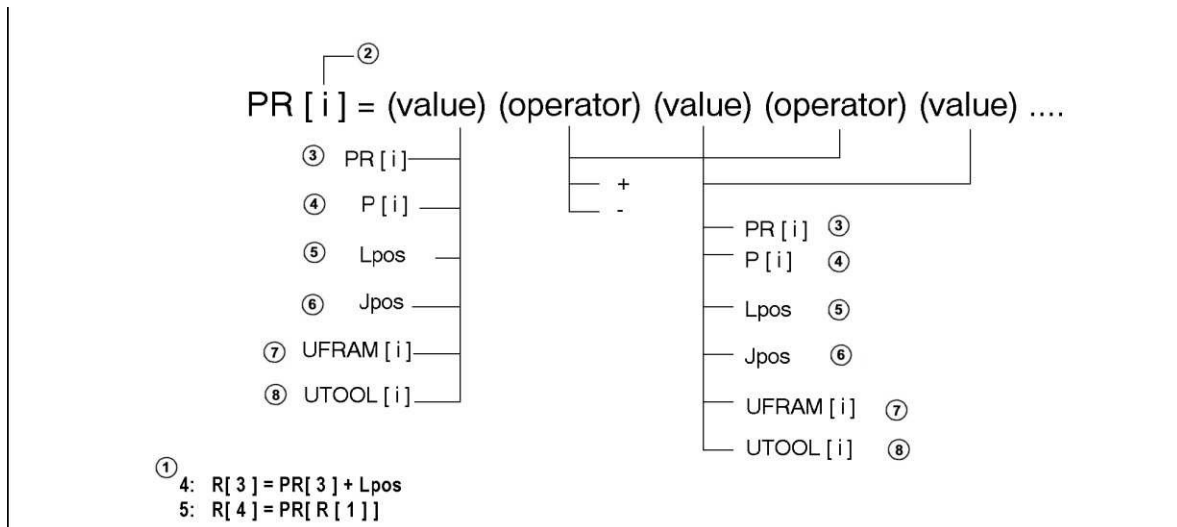 ②
PR [ i ] = (value) (operator) (value) (operator) (value) ....
③ PR [ i ]
④ P [ i ]
⑤ Lpos
⑥ Jpos
⑦ UFRAM [ i ]
⑧ UTOOL [ i ]
+
-
PR [ i ] ③
P [ i ] ④
Lpos ⑤
Jpos ⑥
UFRAM [ i ] ⑦
UTOOL [ i ] ⑧
①
4: R[ 3 ] = PR[ 3 ] + Lpos
5: R[ 4 ] = PR[ R [ 1 ] ]